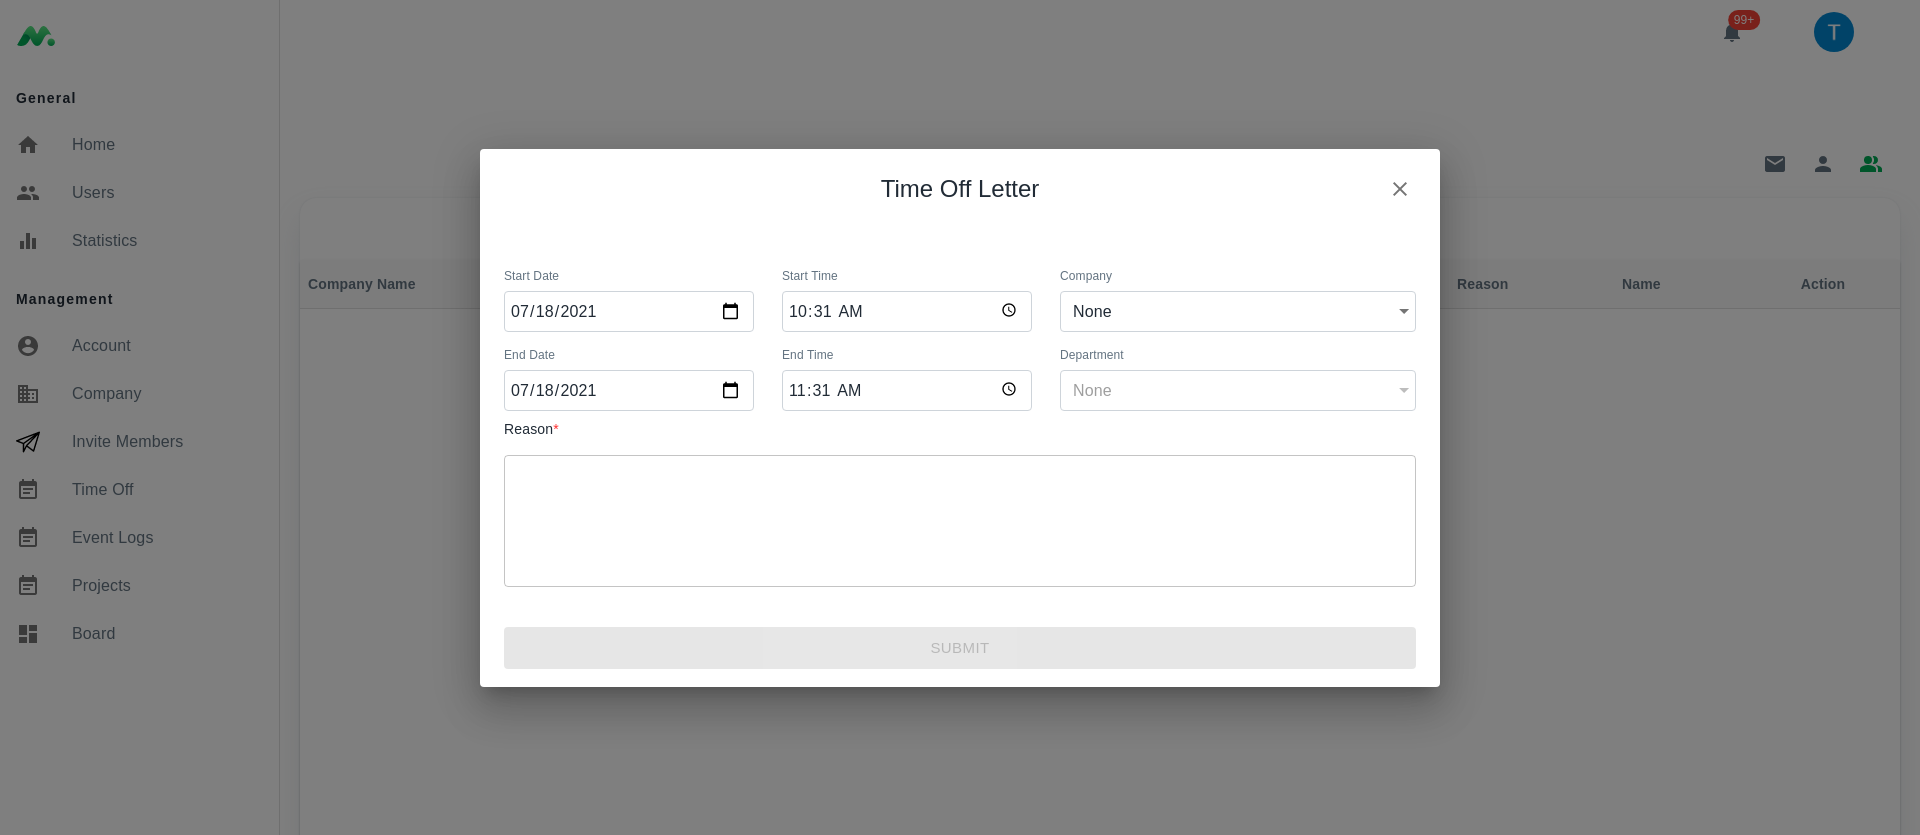 99+
T
General
Home
Users
Statistics
Management
Account
Company
Invite Members
Time Off
Event Logs
Projects
Board
Company Name
Reason
Name
Action
Time Off Letter
Start Date
Start Time
Company
07/18/2021
10:31 AM
None
End Date
End Time
Department
07/18/2021
11:31 AM
None
Reason*
SUBMIT